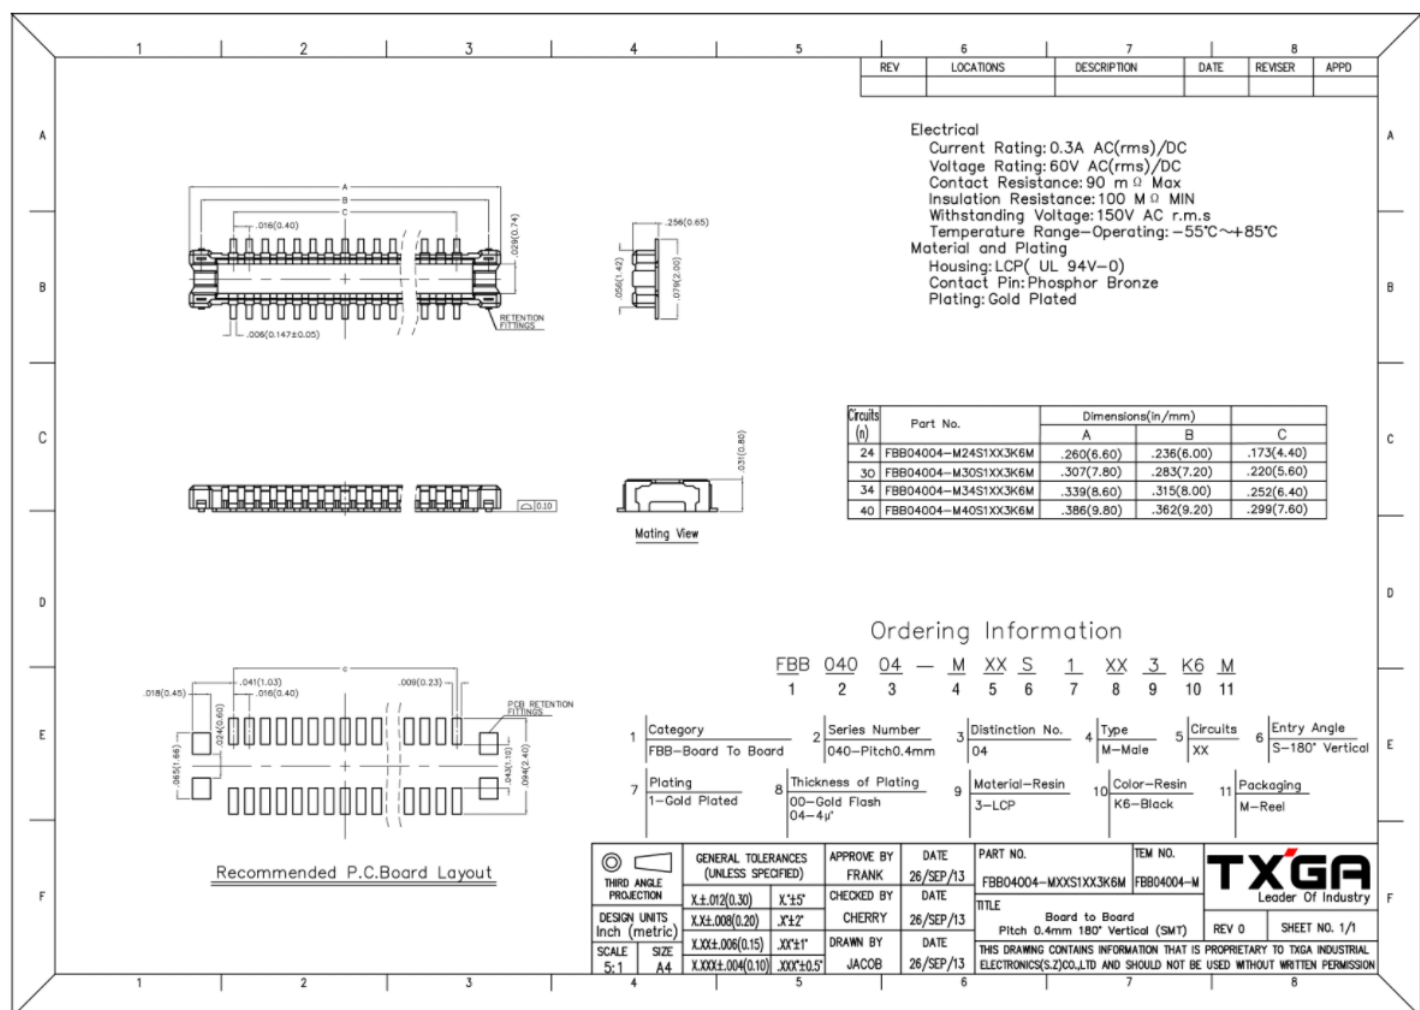 1 2 3 4 5 6 7 8
REV LOCATIONS DESCRIPTION DATE REVISER APPD
A A
B B
C C
D D
E E
F F
Electrical
Current Rating:0.3A AC(rms)/DC
Voltage Rating:60V AC(rms)/DC
Contact Resistance:90 m Ω Max
Insulation Resistance:100 M Ω MIN
Withstanding Voltage:150V AC r.m.s
Temperature Range-Operating:-55°C~+85°C
Material and Plating
Housing:LCP( UL 94V-0)
Contact Pin:Phosphor Bronze
Plating:Gold Plated
A
B
C
.016(0.40)
.029(0.74)
.006(0.147±0.05)
RETENTION
FITTINGS
.256(0.65)
.056(1.42)
.079(2.00)
0.10
.031(0.80)
Mating View
Circuits
(n) Part No. Dimensions(in/mm)
A B C
24 FBB04004-M24S1XX3K6M .260(6.60) .236(6.00) .173(4.40)
30 FBB04004-M30S1XX3K6M .307(7.80) .283(7.20) .220(5.60)
34 FBB04004-M34S1XX3K6M .339(8.60) .315(8.00) .252(6.40)
40 FBB04004-M40S1XX3K6M .386(9.80) .362(9.20) .299(7.60)
C
.041(1.03) .009(0.23)
.018(0.45) .016(0.40)
.024(0.60)
.065(1.66)
PCB RETENTION
FITTINGS
.043(1.10)
.094(2.40)
Recommended P.C.Board Layout
Ordering Information
FBB 040 04 - M XX S 1 XX 3 K6 M
1 2 3 4 5 6 7 8 9 10 11
1 Category
FBB-Board To Board
2 Series Number
040-Pitch0.4mm
3 Distinction No.
04
4 Type
M-Male
5 Circuits
XX
6 Entry Angle
S-180° Vertical
7 Plating
1-Gold Plated
8 Thickness of Plating
00-Gold Flash
04-4μ"
9 Material-Resin
3-LCP
10 Color-Resin
K6-Black
11 Packaging
M-Reel
THIRD ANGLE
PROJECTION
DESIGN UNITS
Inch (metric)
SCALE SIZE
5:1 A4
GENERAL TOLERANCES
(UNLESS SPECIFIED)
X.±.012(0.30) X.°±5°
X.X±.008(0.20) .X°±2°
X.XX±.006(0.15) .XX°±1°
X.XXX±.004(0.10) .XXX°±0.5°
APPROVE BY DATE
FRANK 26/SEP/13
CHECKED BY DATE
CHERRY 26/SEP/13
DRAWN BY DATE
JACOB 26/SEP/13
PART NO. TEM NO.
FBB04004-MXXS1XX3K6M FBB04004-M
TITLE
Board to Board
Pitch 0.4mm 180° Vertical (SMT)
TXGA
Leader Of Industry
REV 0 SHEET NO. 1/1
THIS DRAWING CONTAINS INFORMATION THAT IS PROPRIETARY TO TXGA INDUSTRIAL
ELECTRONICS(S.Z)CO.,LTD AND SHOULD NOT BE USED WITHOUT WRITTEN PERMISSION
1 2 3 4 5 6 7 8